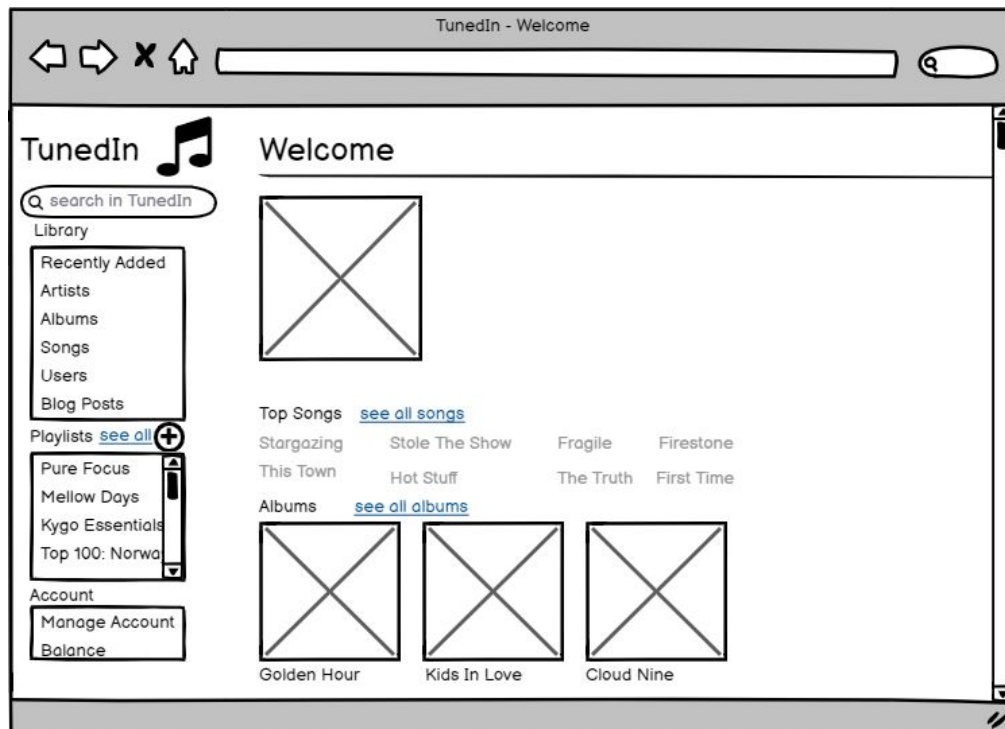 TunedIn - Welcome
TunedIn
search in TunedIn
Library
Recently Added
Artists
Albums
Songs
Users
Blog Posts
Playlists see all
Pure Focus
Mellow Days
Kygo Essentials
Top 100: Norwa
Account
Manage Account
Balance
Welcome
Top Songs see all songs
Stargazing Stole The Show Fragile Firestone
This Town Hot Stuff The Truth First Time
Albums see all albums
Golden Hour Kids In Love Cloud Nine